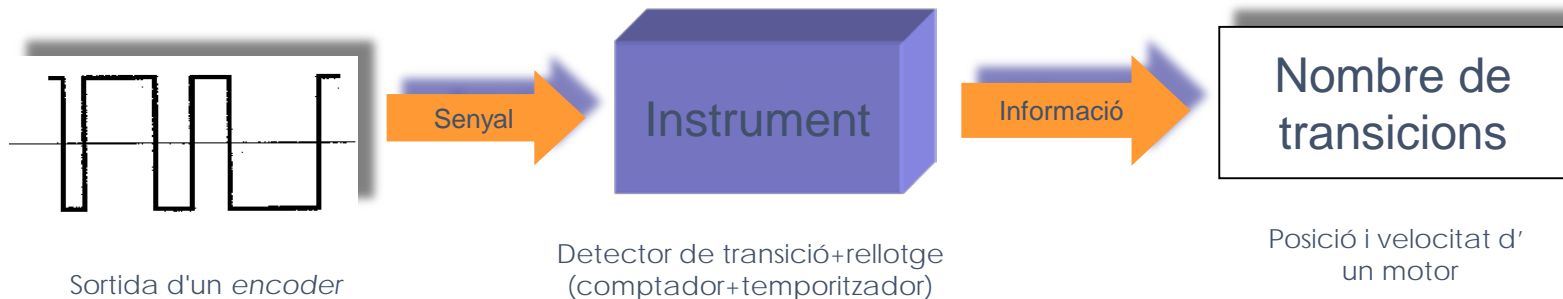 Senyal
Instrument
Informació
Nombre de
transicions
Sortida d'un encoder
Detector de transició+rellotge
(comptador+temporitzador)
Posició i velocitat d’
un motor